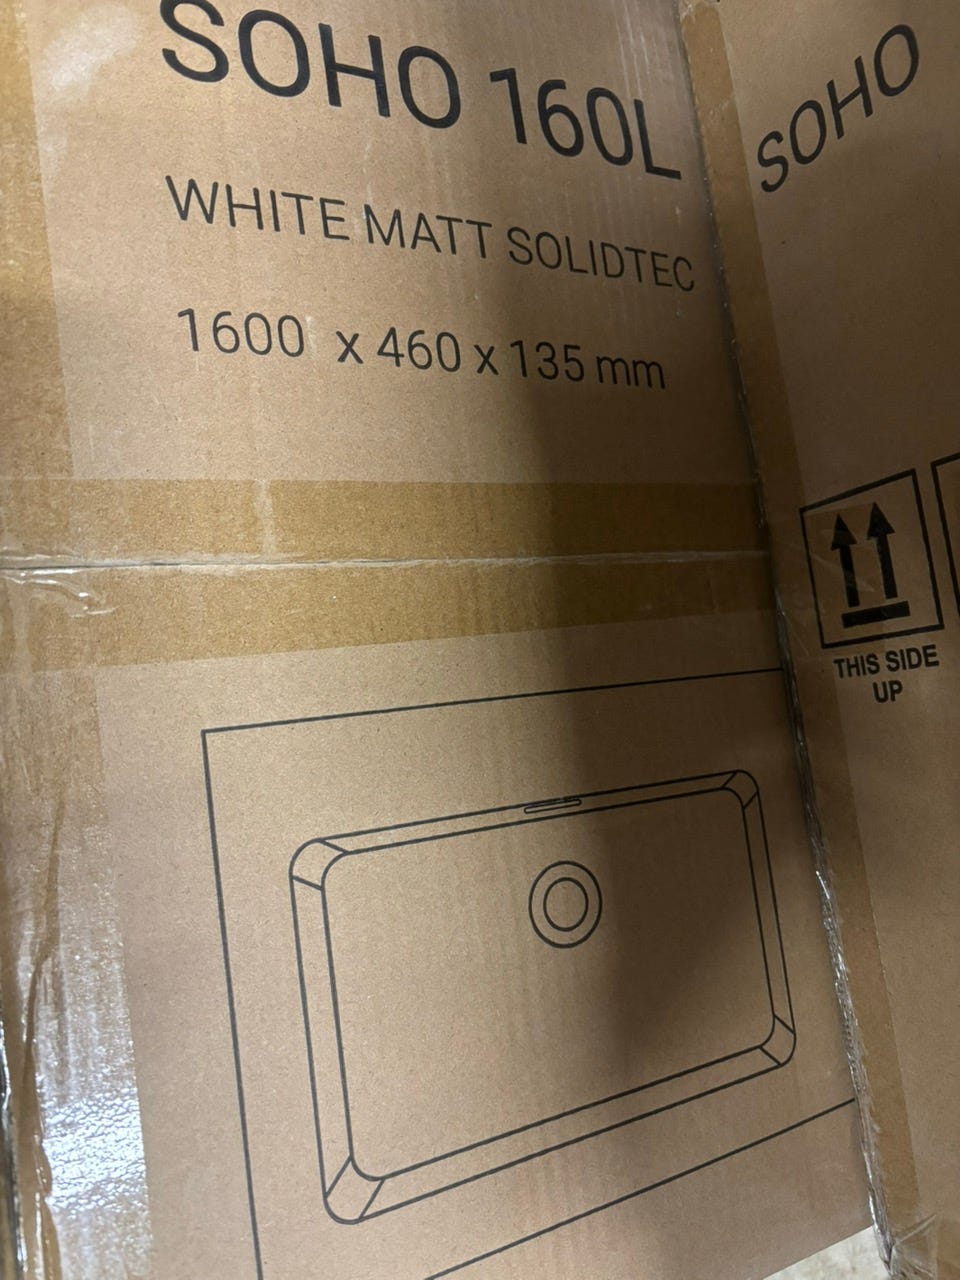 SOHO 160L
WHITE MATT SOLIDTEC
1600 x 460 x 135 mm
SOHO
THIS SIDE
UP